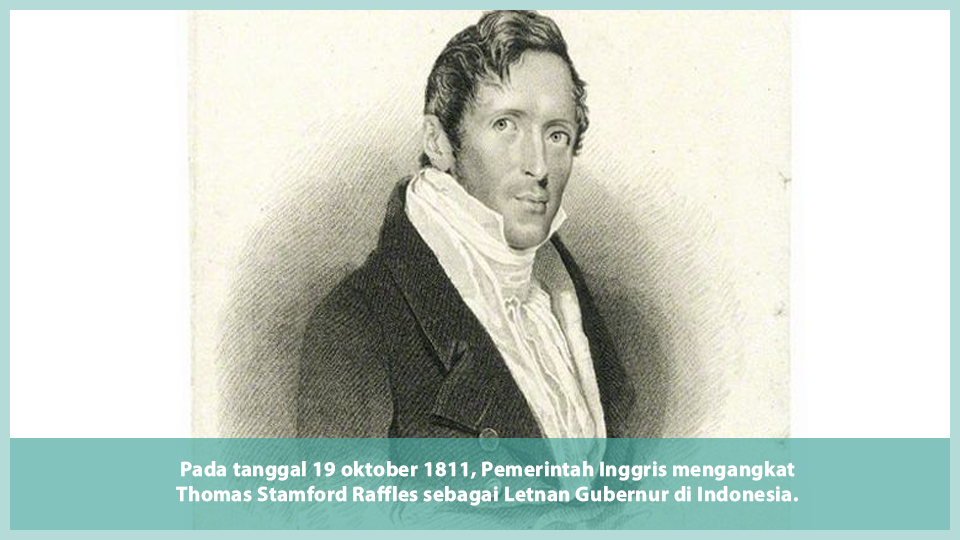 Pada tanggal 19 oktober 1811, Pemerintah Inggris mengangkat
Thomas Stamford Raffles sebagai Letnan Gubernur di Indonesia.